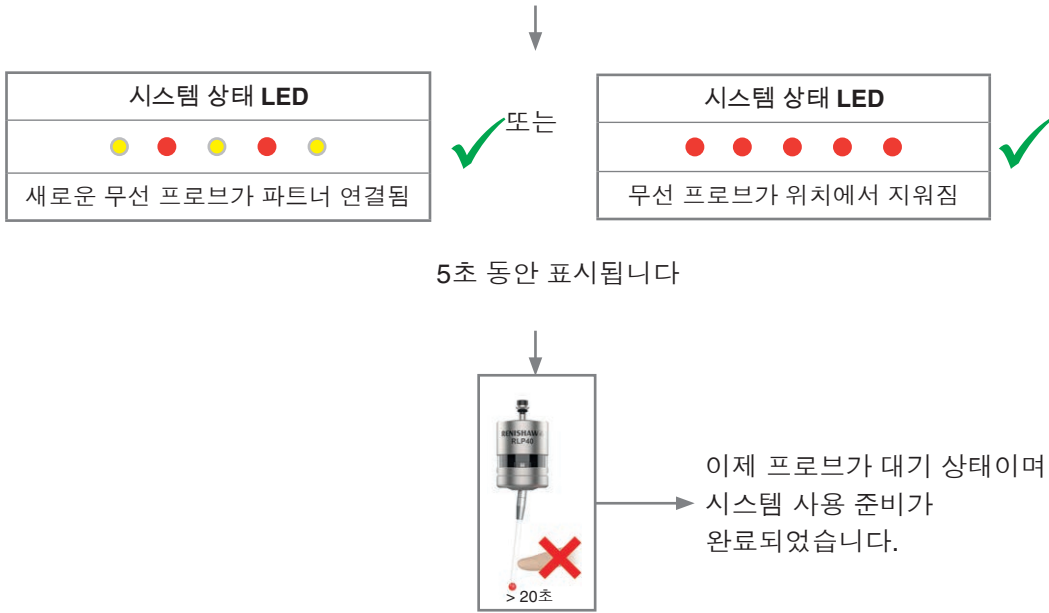 시스템 상태 LED
새로운 무선 프로브가 파트너 연결됨
또는
시스템 상태 LED
무선 프로브가 위치에서 지워짐
5초 동안 표시됩니다
RENISHAW
RLP40
> 20초
이제 프로브가 대기 상태이며
시스템 사용 준비가
완료되었습니다.